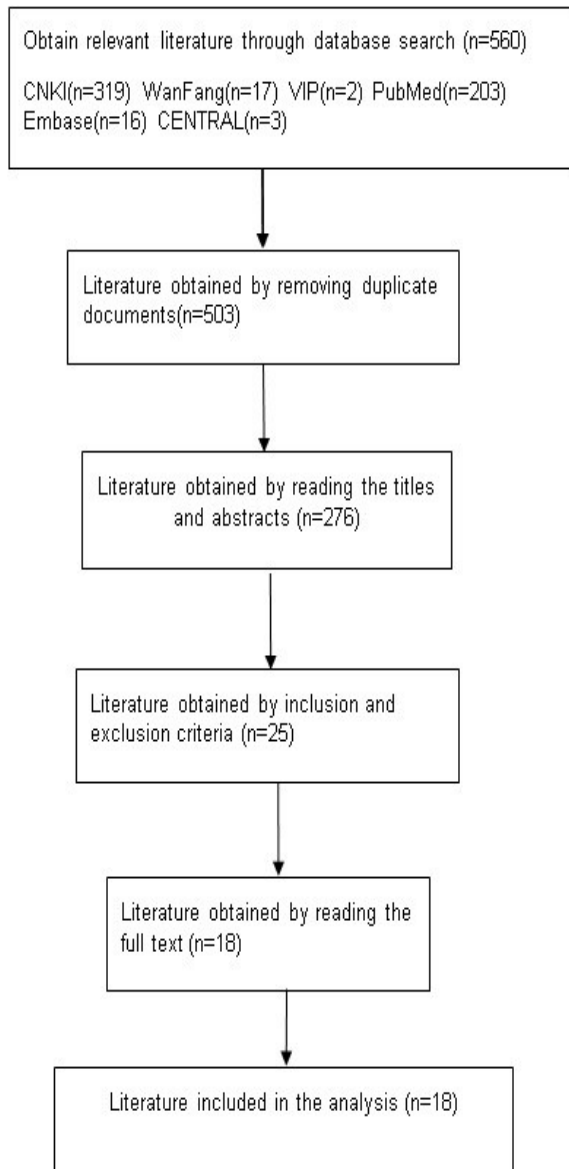 Obtain relevant literature through database search (n=560)
CNKI(n=319) WanFang(n=17) VIP(n=2) PubMed(n=203)
Embase(n=16) CENTRAL(n=3)
Literature obtained by removing duplicate
documents(n=503)
Literature obtained by reading the titles
and abstracts (n=276)
Literature obtained by inclusion and
exclusion criteria (n=25)
Literature obtained by reading the
full text (n=18)
Literature included in the analysis (n=18)